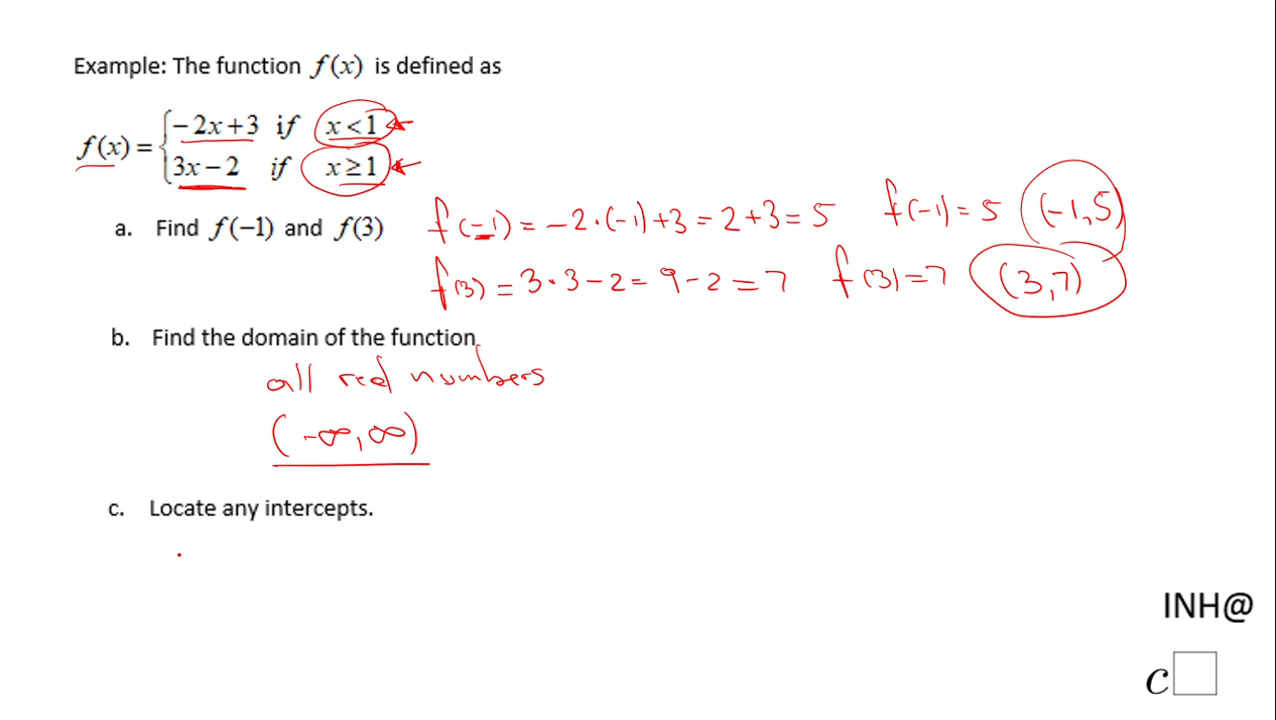 Example: The function f(x) is defined as
f(x) = { -2x+3 if x<1
3x-2 if x≥1
a. Find f(-1) and f(3)
f(-1) = -2·(-1)+3 = 2+3 = 5 f(-1) = 5 (-1,5)
f(3) = 3·3-2 = 9-2 = 7 f(3) = 7 (3,7)
b. Find the domain of the function
all real numbers
(-∞,∞)
c. Locate any intercepts.
INH@
c□